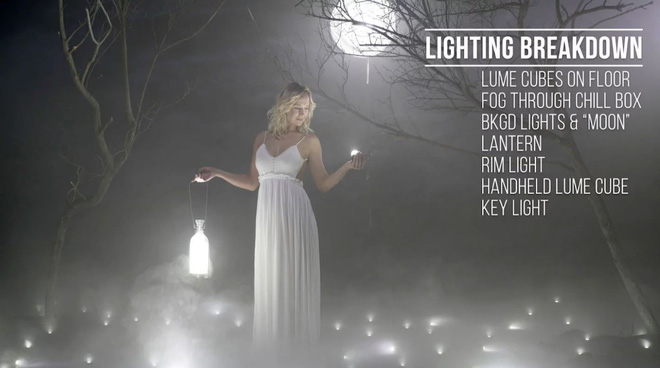 LIGHTING BREAKDOWN
LUME CUBES ON FLOOR
FOG THROUGH CHILL BOX
BKGD LIGHTS & “MOON”
LANTERN
RIM LIGHT
HANDHELD LUME CUBE
KEY LIGHT